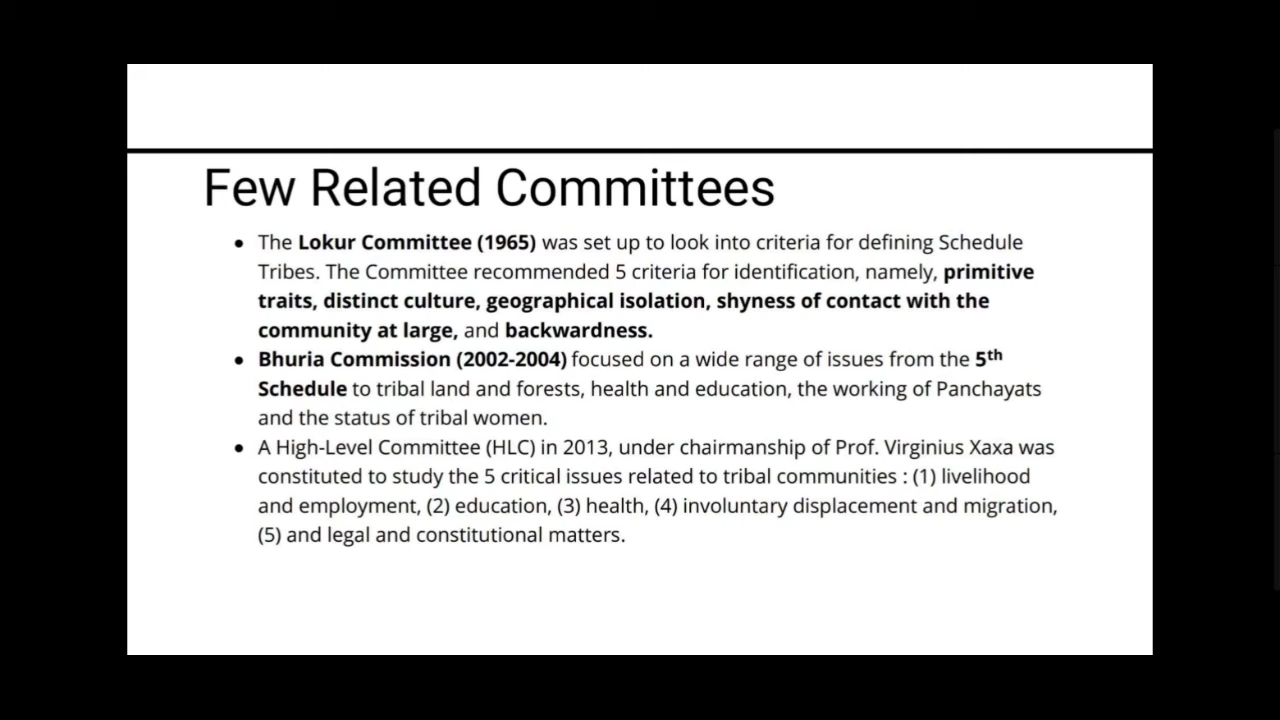 Few Related Committees
• The Lokur Committee (1965) was set up to look into criteria for defining Schedule
Tribes. The Committee recommended 5 criteria for identification, namely, primitive
traits, distinct culture, geographical isolation, shyness of contact with the
community at large, and backwardness.
• Bhuria Commission (2002-2004) focused on a wide range of issues from the 5th
Schedule to tribal land and forests, health and education, the working of Panchayats
and the status of tribal women.
• A High-Level Committee (HLC) in 2013, under chairmanship of Prof. Virginius Xaxa was
constituted to study the 5 critical issues related to tribal communities : (1) livelihood
and employment, (2) education, (3) health, (4) involuntary displacement and migration,
(5) and legal and constitutional matters.